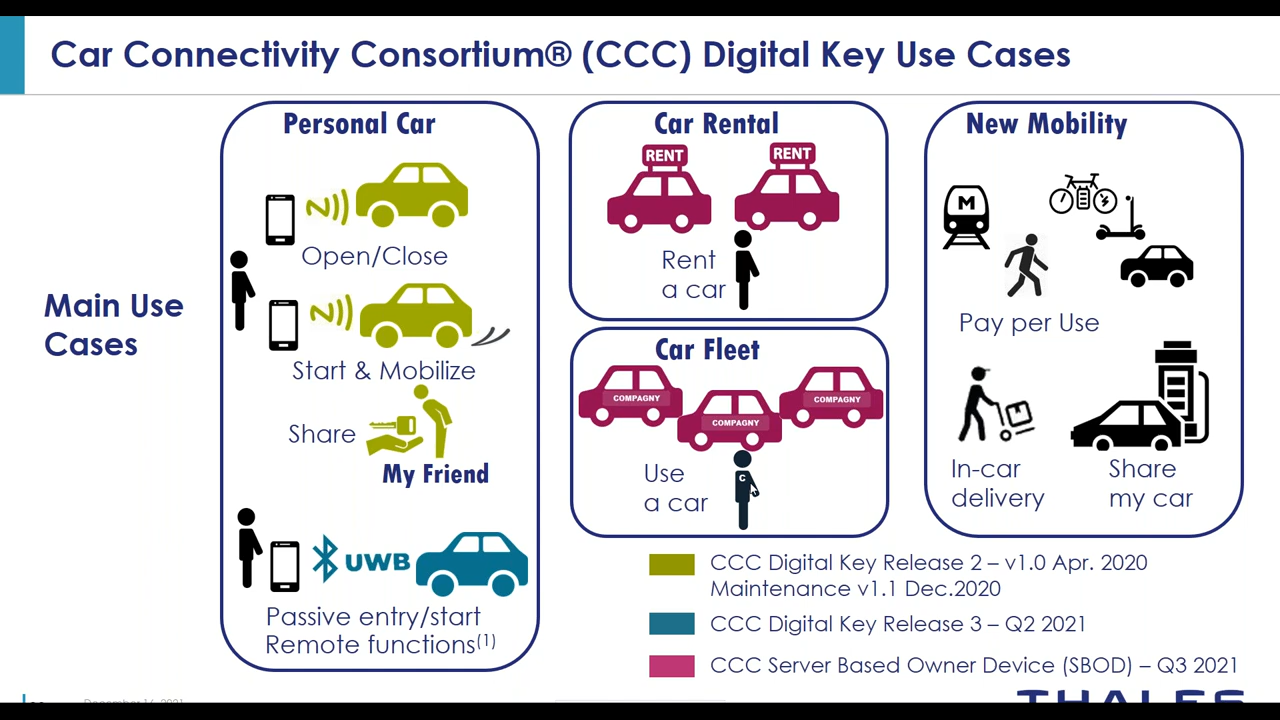 Car Connectivity Consortium® (CCC) Digital Key Use Cases
Main Use
Cases
Personal Car
Open/Close
Start & Mobilize
Share
My Friend
UWB
Passive entry/start
Remote functions(1)
Car Rental
RENT
RENT
Rent
a car
Car Fleet
COMPAGNY
COMPAGNY
COMPAGNY
C
Use
a car
New Mobility
M
Pay per Use
In-car
delivery
Share
my car
CCC Digital Key Release 2 – v1.0 Apr. 2020
Maintenance v1.1 Dec.2020
CCC Digital Key Release 3 – Q2 2021
CCC Server Based Owner Device (SBOD) – Q3 2021
December 14, 2021
THALES